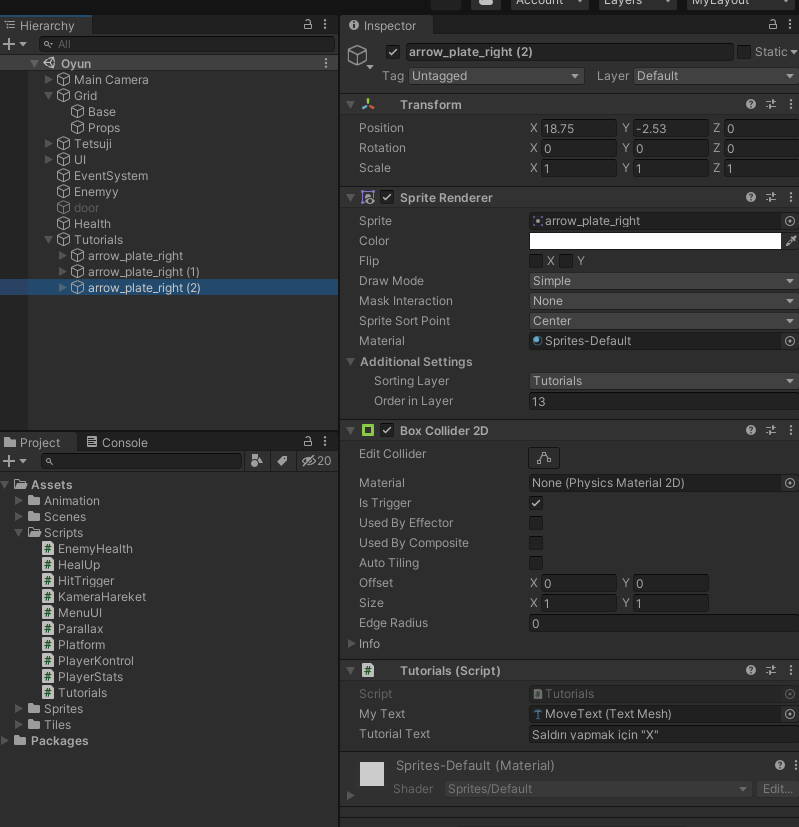 Account
Layers
MyLayout
Hierarchy
All
Oyun
Main Camera
Grid
Base
Props
Tetsuji
UI
EventSystem
Enemyy
door
Health
Tutorials
arrow_plate_right
arrow_plate_right (1)
arrow_plate_right (2)
Project
Console
20
Assets
Animation
Scenes
Scripts
EnemyHealth
HealUp
HitTrigger
KameraHareket
MenuUI
Parallax
Platform
PlayerKontrol
PlayerStats
Tutorials
Sprites
Tiles
Packages
Inspector
arrow_plate_right (2)
Static
Tag Untagged Layer Default
Transform
Position X 18.75 Y -2.53 Z 0
Rotation X 0 Y 0 Z 0
Scale X 1 Y 1 Z 1
Sprite Renderer
Sprite arrow_plate_right
Color
Flip X Y
Draw Mode Simple
Mask Interaction None
Sprite Sort Point Center
Material Sprites-Default
Additional Settings
Sorting Layer Tutorials
Order in Layer 13
Box Collider 2D
Edit Collider
Material None (Physics Material 2D)
Is Trigger
Used By Effector
Used By Composite
Auto Tiling
Offset X 0 Y 0
Size X 1 Y 1
Edge Radius 0
Info
Tutorials (Script)
Script Tutorials
My Text MoveText (Text Mesh)
Tutorial Text Saldırı yapmak için "X"
Sprites-Default (Material)
Shader Sprites/Default Edit...